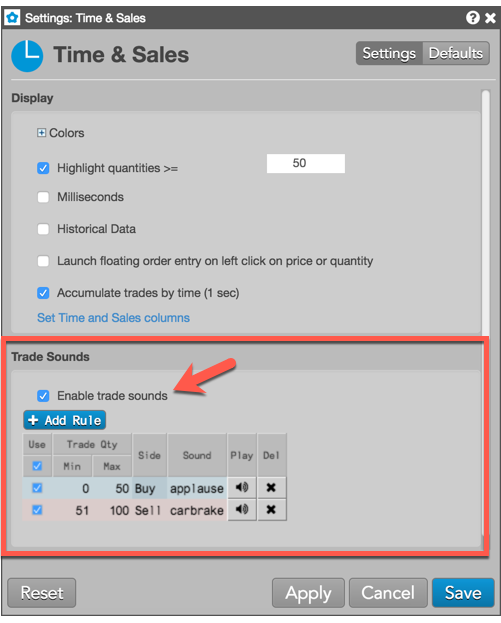 Settings: Time & Sales
Time & Sales
Settings Defaults
Display
Colors
Highlight quantities >= 50
Milliseconds
Historical Data
Launch floating order entry on left click on price or quantity
Accumulate trades by time (1 sec)
Set Time and Sales columns
Trade Sounds
Enable trade sounds
+ Add Rule
Use Trade Qty Side Sound Play Del
Min Max
0 50 Buy applause
51 100 Sell carbrake
Reset Apply Cancel Save